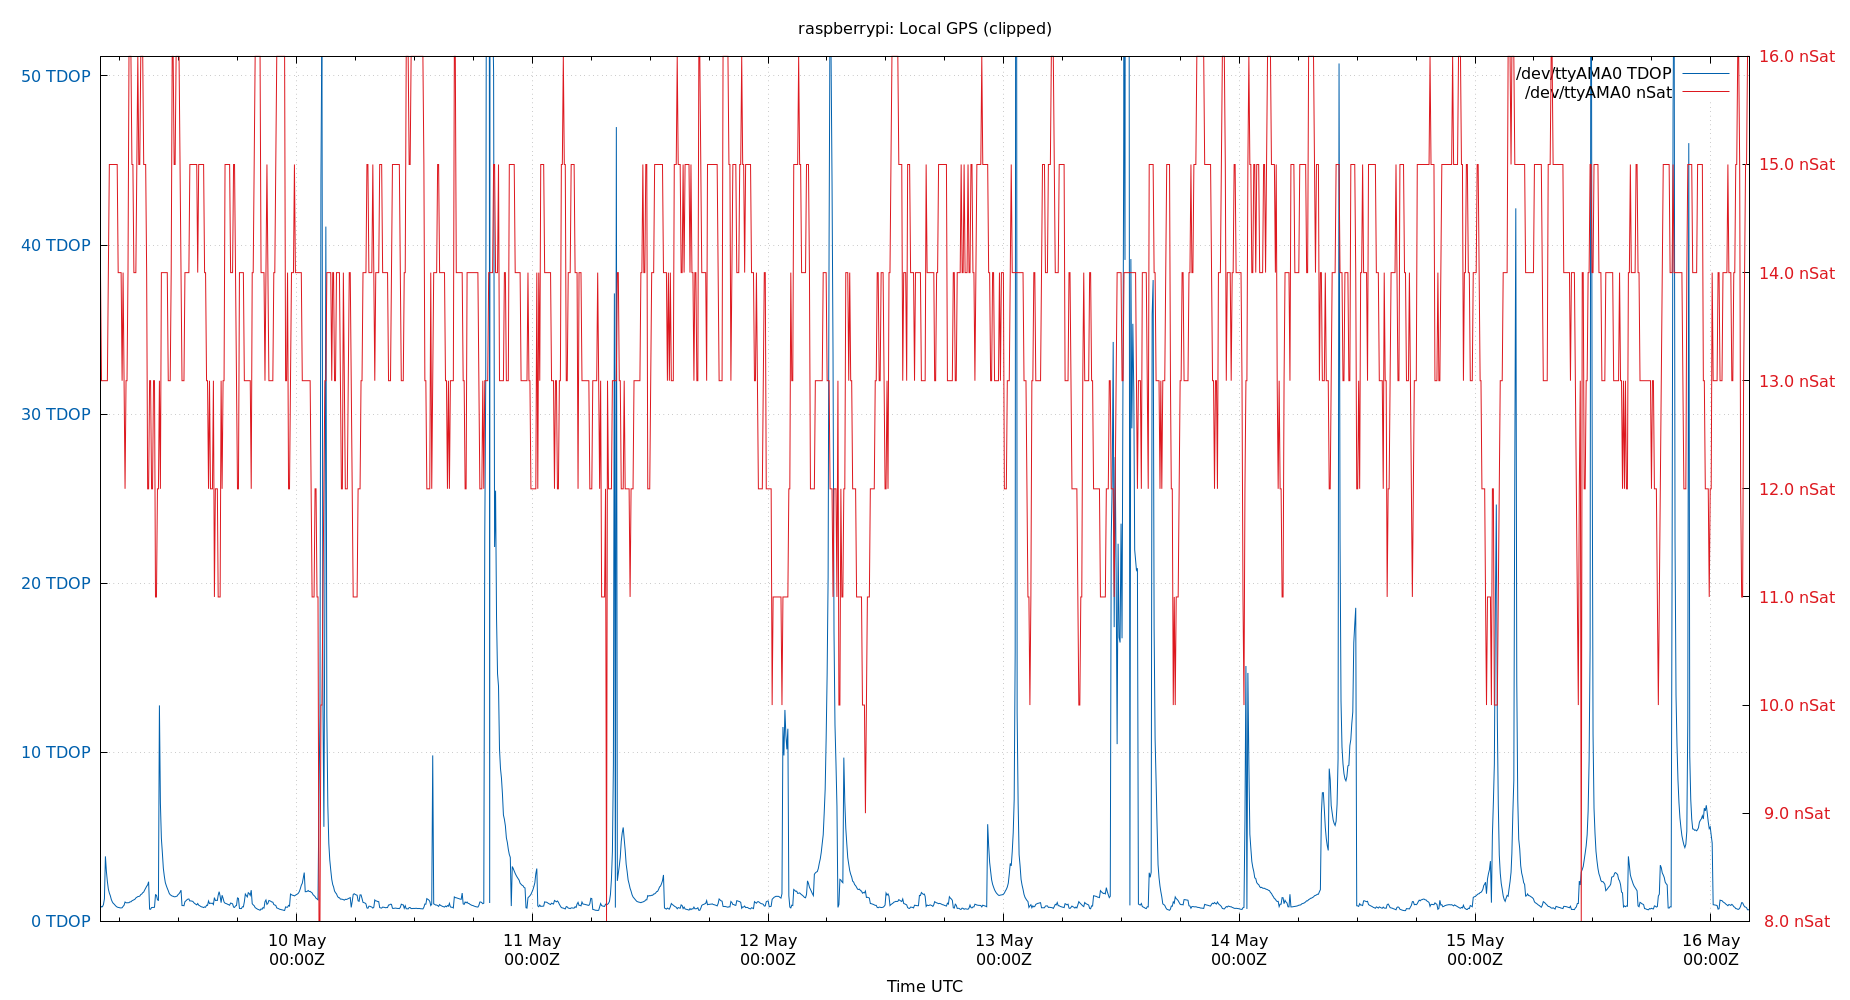 raspberrypi: Local GPS (clipped)
50 TDOP
40 TDOP
30 TDOP
20 TDOP
10 TDOP
0 TDOP
/dev/ttyAMA0 TDOP
/dev/ttyAMA0 nSat
16.0 nSat
15.0 nSat
14.0 nSat
13.0 nSat
12.0 nSat
11.0 nSat
10.0 nSat
9.0 nSat
8.0 nSat
10 May 11 May 12 May 13 May 14 May 15 May 16 May
00:00Z 00:00Z 00:00Z 00:00Z 00:00Z 00:00Z 00:00Z
Time UTC